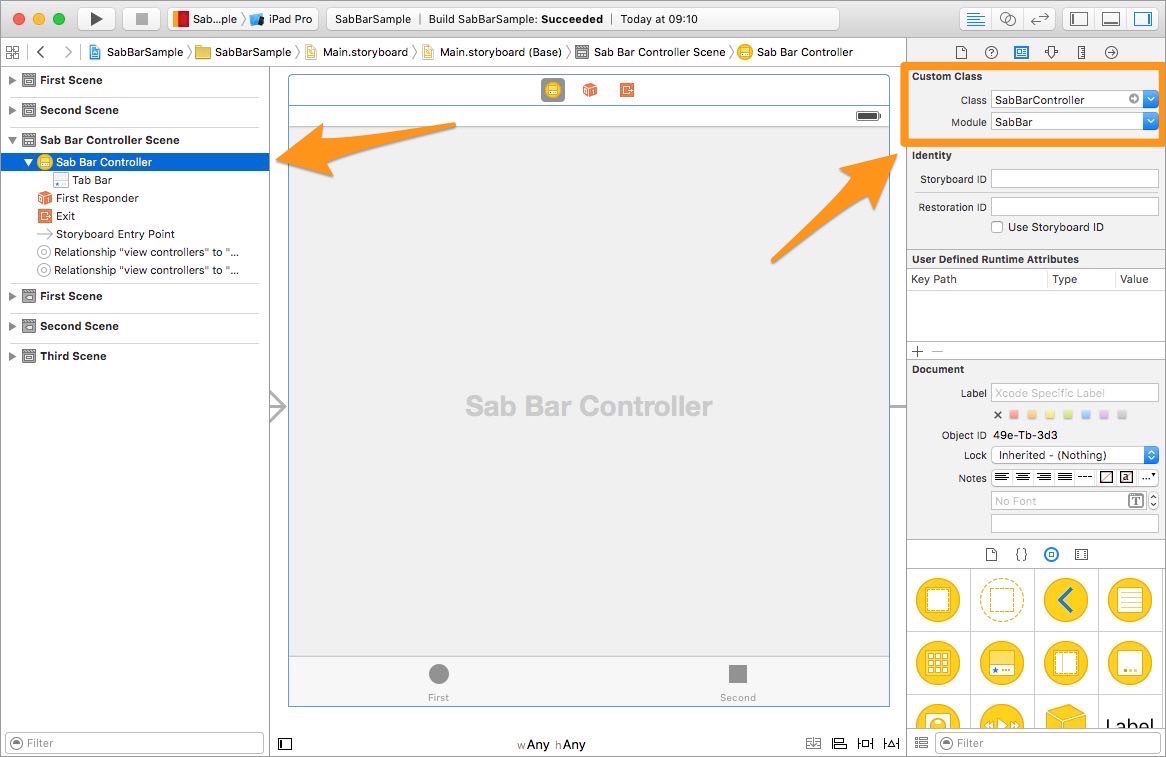 Sab...ple iPad Pro SabBarSample Build SabBarSample: Succeeded Today at 09:10
SabBarSample SabBarSample Main.storyboard Main.storyboard (Base) Sab Bar Controller Scene Sab Bar Controller
First Scene
Second Scene
Sab Bar Controller Scene
Sab Bar Controller
Tab Bar
First Responder
Exit
Storyboard Entry Point
Relationship "view controllers" to "...
Relationship "view controllers" to "...
First Scene
Second Scene
Third Scene
Filter
Sab Bar Controller
First
Second
wAny hAny
Custom Class
Class SabBarController
Module SabBar
Identity
Storyboard ID
Restoration ID
Use Storyboard ID
User Defined Runtime Attributes
Key Path Type Value
Document
Label Xcode Specific Label
Object ID 49e-Tb-3d3
Lock Inherited - (Nothing)
Notes
No Font
Label
Filter